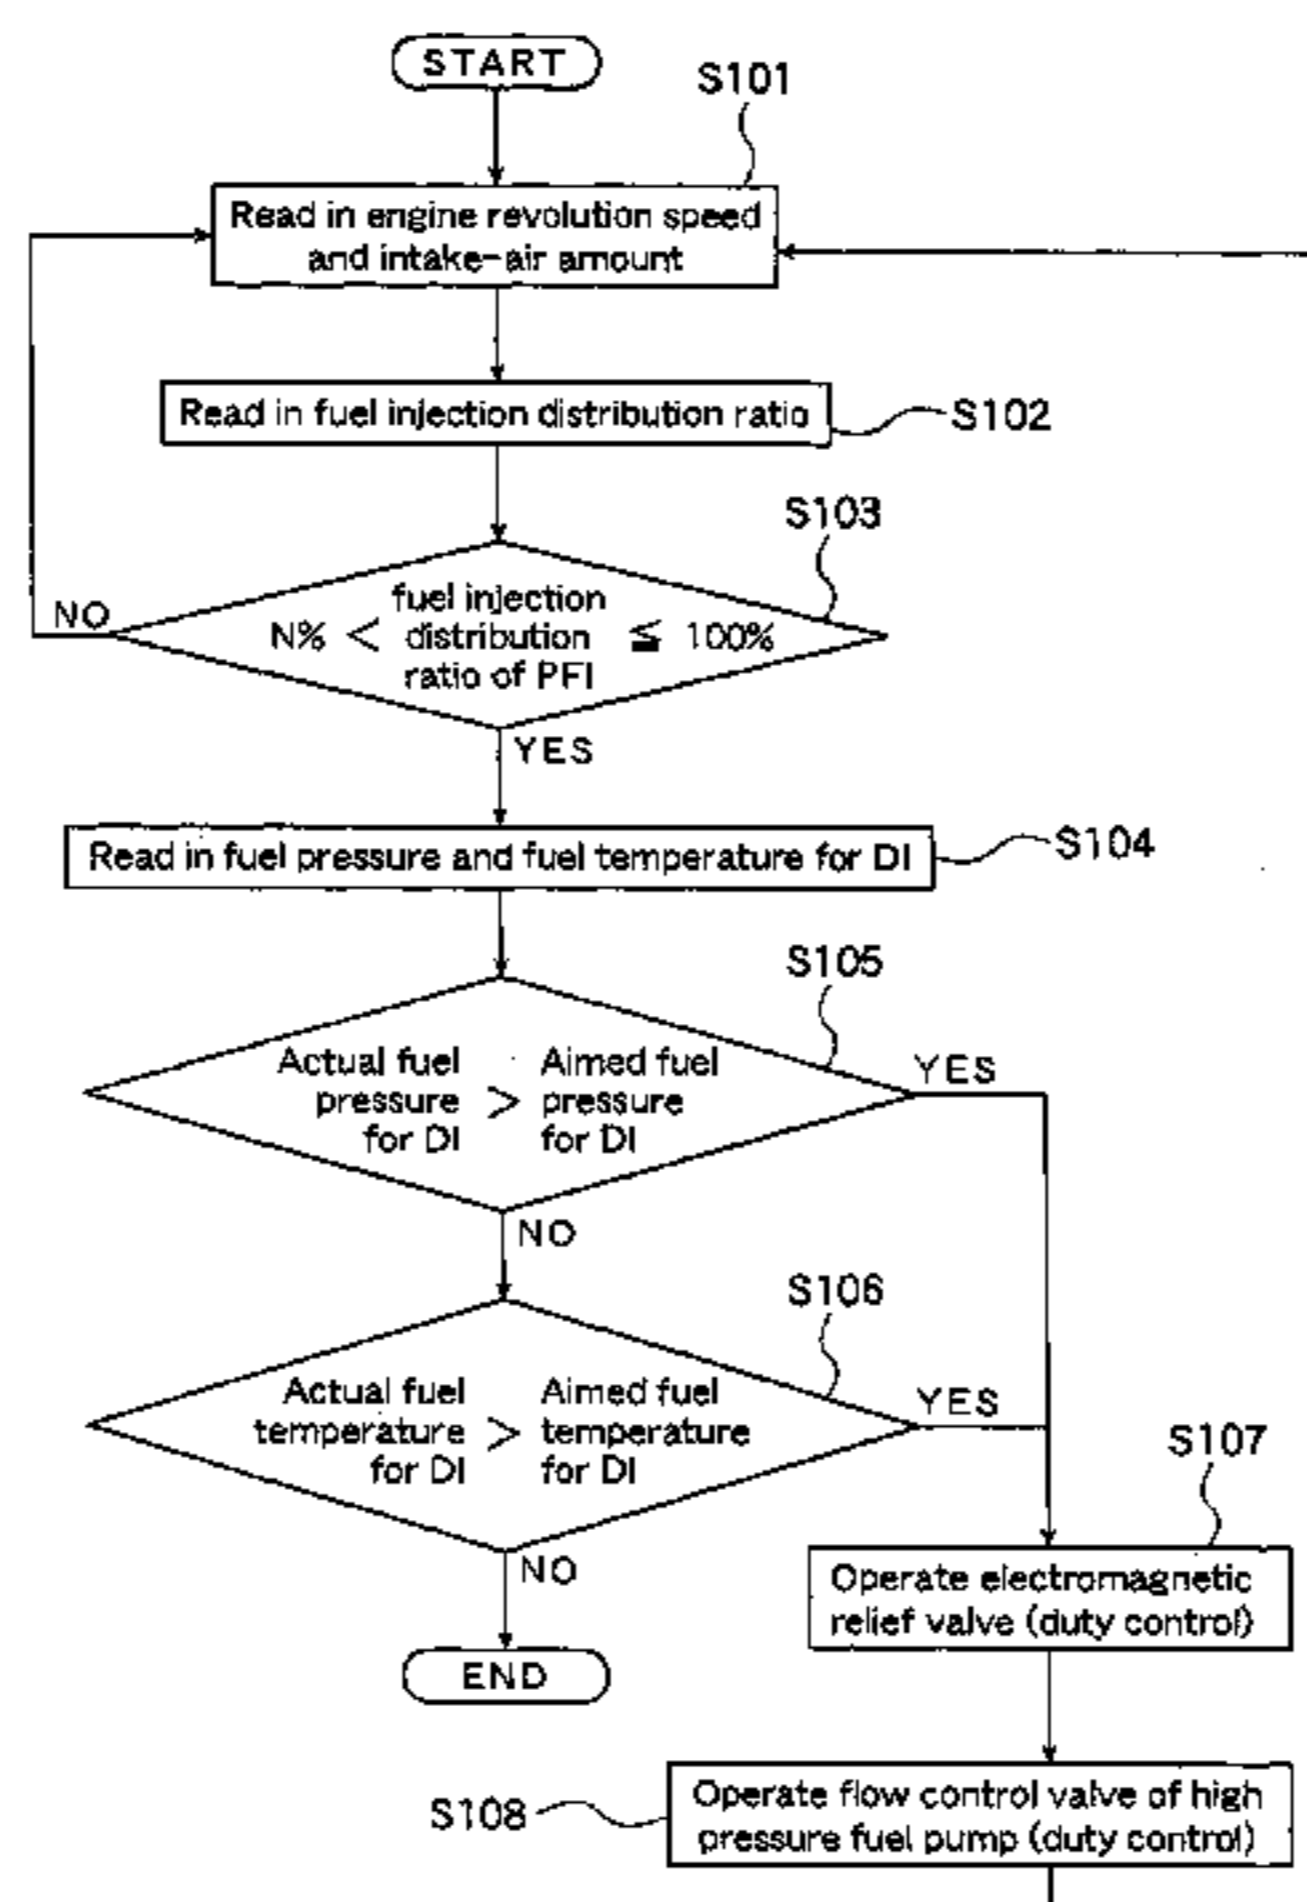 START
S101
Read in engine revolution speed
and intake-air amount
Read in fuel injection distribution ratio
S102
S103
NO
fuel injection
N% < distribution ≦ 100%
ratio of PFI
YES
Read in fuel pressure and fuel temperature for DI
S104
S105
Actual fuel Aimed fuel
pressure > pressure
for DI for DI
YES
NO
S106
Actual fuel Aimed fuel
temperature > temperature
for DI for DI
YES
S107
NO
Operate electromagnetic
relief valve (duty control)
END
S108
Operate flow control valve of high
pressure fuel pump (duty control)